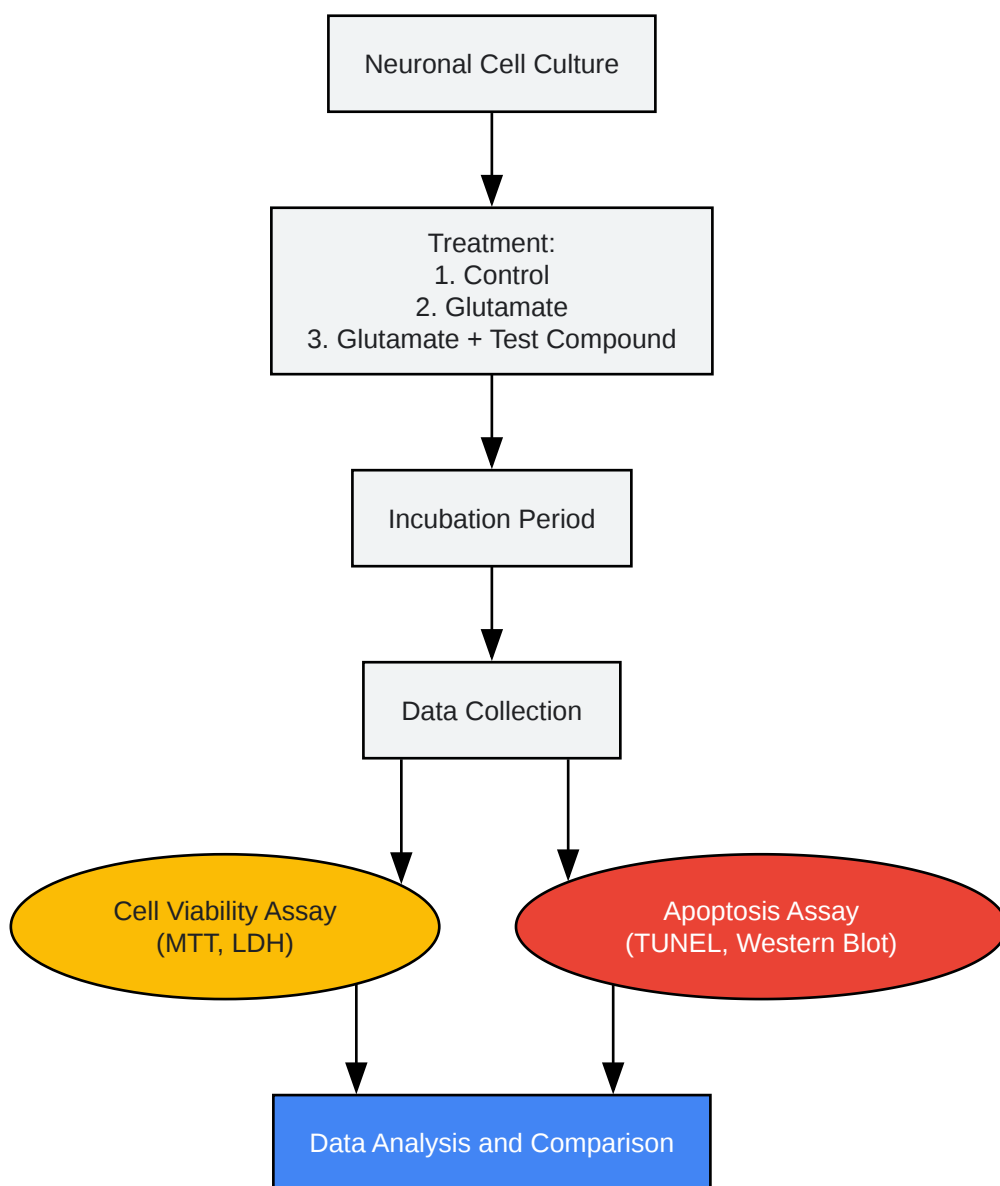 Neuronal Cell Culture
Treatment:
1. Control
2. Glutamate
3. Glutamate + Test Compound
Incubation Period
Data Collection
Cell Viability Assay
(MTT, LDH)
Apoptosis Assay
(TUNEL, Western Blot)
Data Analysis and Comparison